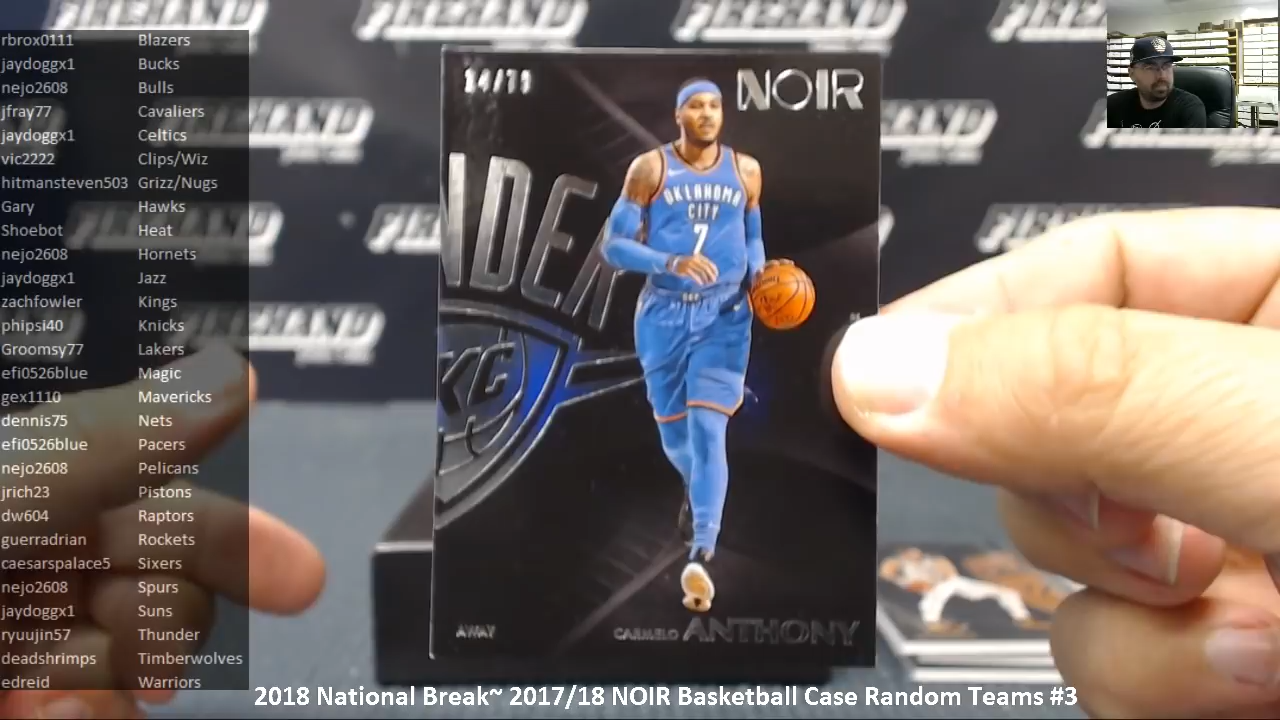 rbrox0111 Blazers
jaydoggx1 Bucks
nejo2608 Bulls
jfray77 Cavaliers
jaydoggx1 Celtics
vic2222 Clips/Wiz
hitmansteven503 Grizz/Nugs
Gary Hawks
Shoebot Heat
nejo2608 Hornets
jaydoggx1 Jazz
zachfowler Kings
phipsi40 Knicks
Groomsy77 Lakers
efi0526blue Magic
gex1110 Mavericks
dennis75 Nets
efi0526blue Pacers
nejo2608 Pelicans
jrich23 Pistons
dw604 Raptors
guerradrian Rockets
caesarspalace5 Sixers
nejo2608 Spurs
jaydoggx1 Suns
ryuujin57 Thunder
deadshrimps Timberwolves
edreid Warriors
NOIR
OKLAHOMA
CITY
7
AWAY
CARMELO ANTHONY
FIREHAND
2018 National Break~ 2017/18 NOIR Basketball Case Random Teams #3